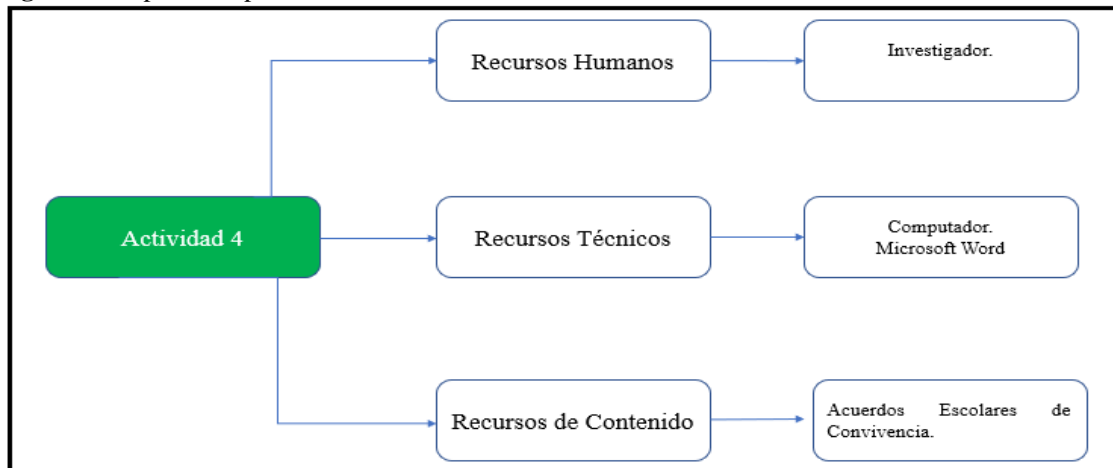 Recursos Humanos
Investigador.
Actividad 4
Recursos Técnicos
Computador.
Microsoft Word
Recursos de Contenido
Acuerdos Escolares de
Convivencia.